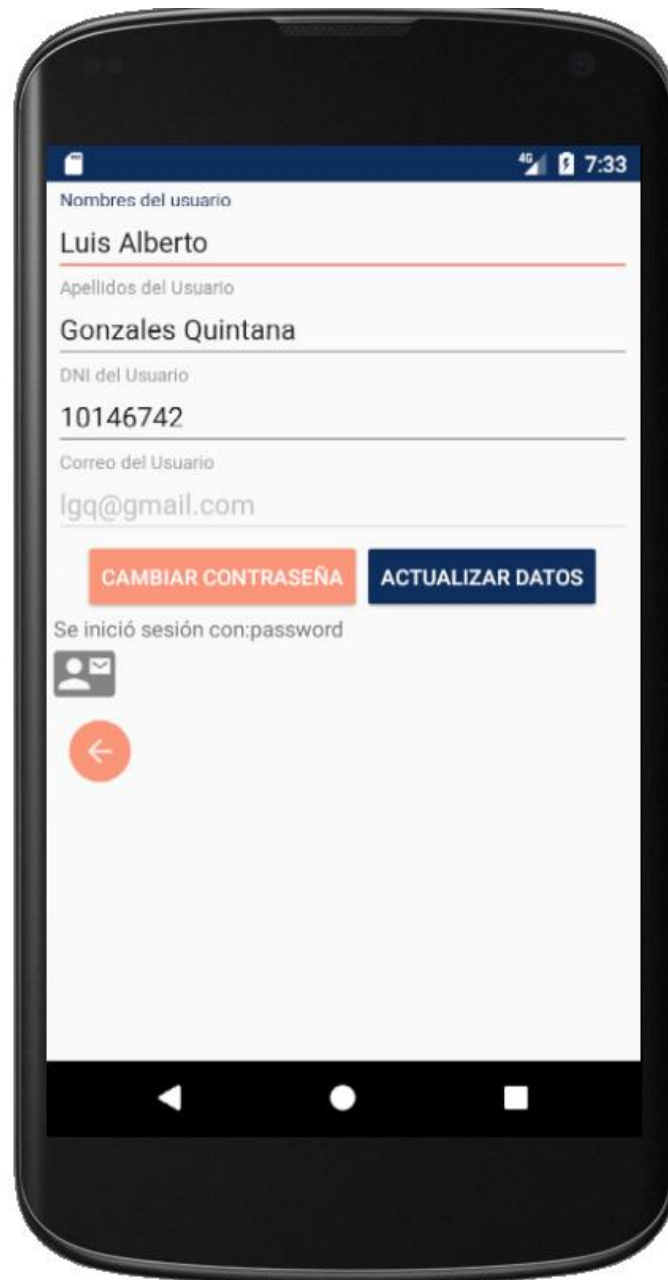 4G 7:33
Nombres del usuario
Luis Alberto
Apellidos del Usuario
Gonzales Quintana
DNI del Usuario
10146742
Correo del Usuario
lgq@gmail.com
CAMBIAR CONTRASEÑA ACTUALIZAR DATOS
Se inició sesión con:password